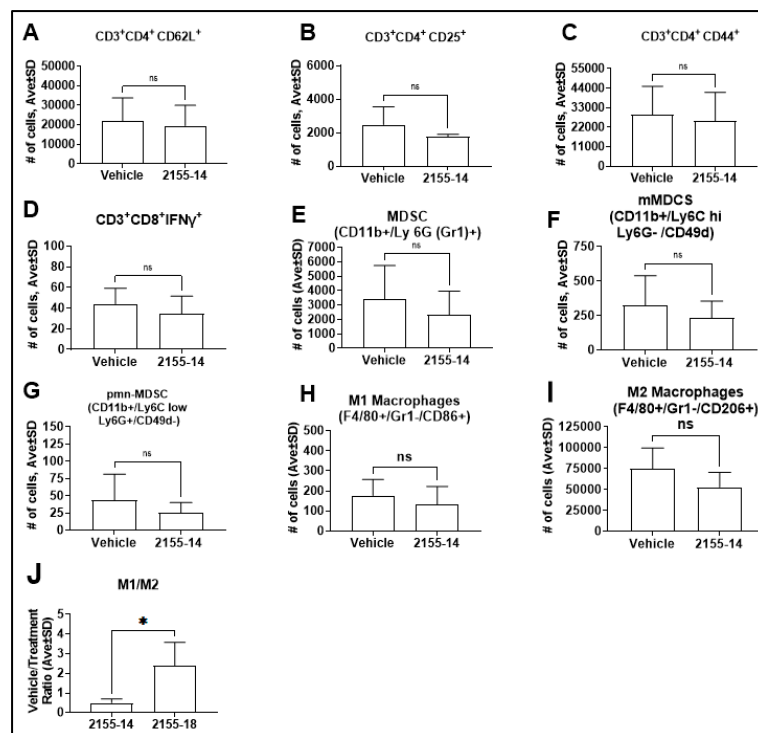 A
CD3⁺CD4⁺ CD62L⁺
# of cells, Ave±SD
50000
40000
30000
20000
10000
0
ns
Vehicle 2155-14
B
CD3⁺CD4⁺ CD25⁺
# of cells, Ave±SD
6000
4000
2000
0
ns
Vehicle 2155-14
C
CD3⁺CD4⁺ CD44⁺
# of cells, Ave±SD
55000
44000
33000
22000
11000
0
ns
Vehicle 2155-14
D
CD3⁺CD8⁺IFNγ⁺
# of cells, Ave±SD
100
80
60
40
20
0
ns
Vehicle 2155-14
E
MDSC
(CD11b+/Ly 6G (Gr1)+)
# of cells (Ave±SD)
7000
6000
5000
4000
3000
2000
1000
0
ns
Vehicle 2155-14
F
mMDCS
(CD11b+/Ly6C hi
Ly6G- /CD49d)
# of cells, Ave±SD
750
500
250
0
ns
Vehicle 2155-14
G
pmn-MDSC
(CD11b+/Ly6C low
Ly6G+/CD49d-)
# of cells, Ave±SD
150
125
100
75
50
25
0
ns
Vehicle 2155-14
H
M1 Macrophages
(F4/80+/Gr1-/CD86+)
# of cells (Ave±SD)
500
400
300
200
100
0
ns
Vehicle 2155-14
I
M2 Macrophages
(F4/80+/Gr1-/CD206+)
# of cells (Ave±SD)
125000
100000
75000
50000
25000
0
ns
Vehicle 2155-14
J
M1/M2
Vehicle/Treatment
Ratio (Ave±SD)
5
4
3
2
1
0
*
2155-14 2155-18